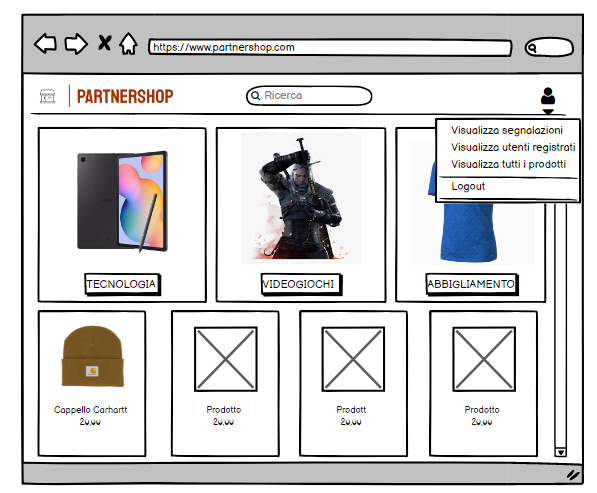 https://www.partnershop.com
PARTNERSHOP
Ricerca
Visualizza segnalazioni
Visualizza utenti registrati
Visualizza tutti i prodotti
Logout
TECNOLOGIA
VIDEOGIOCHI
ABBIGLIAMENTO
Cappello Carhartt
20,00
Prodotto
20,00
Prodott
20,00
Prodotto
20,00